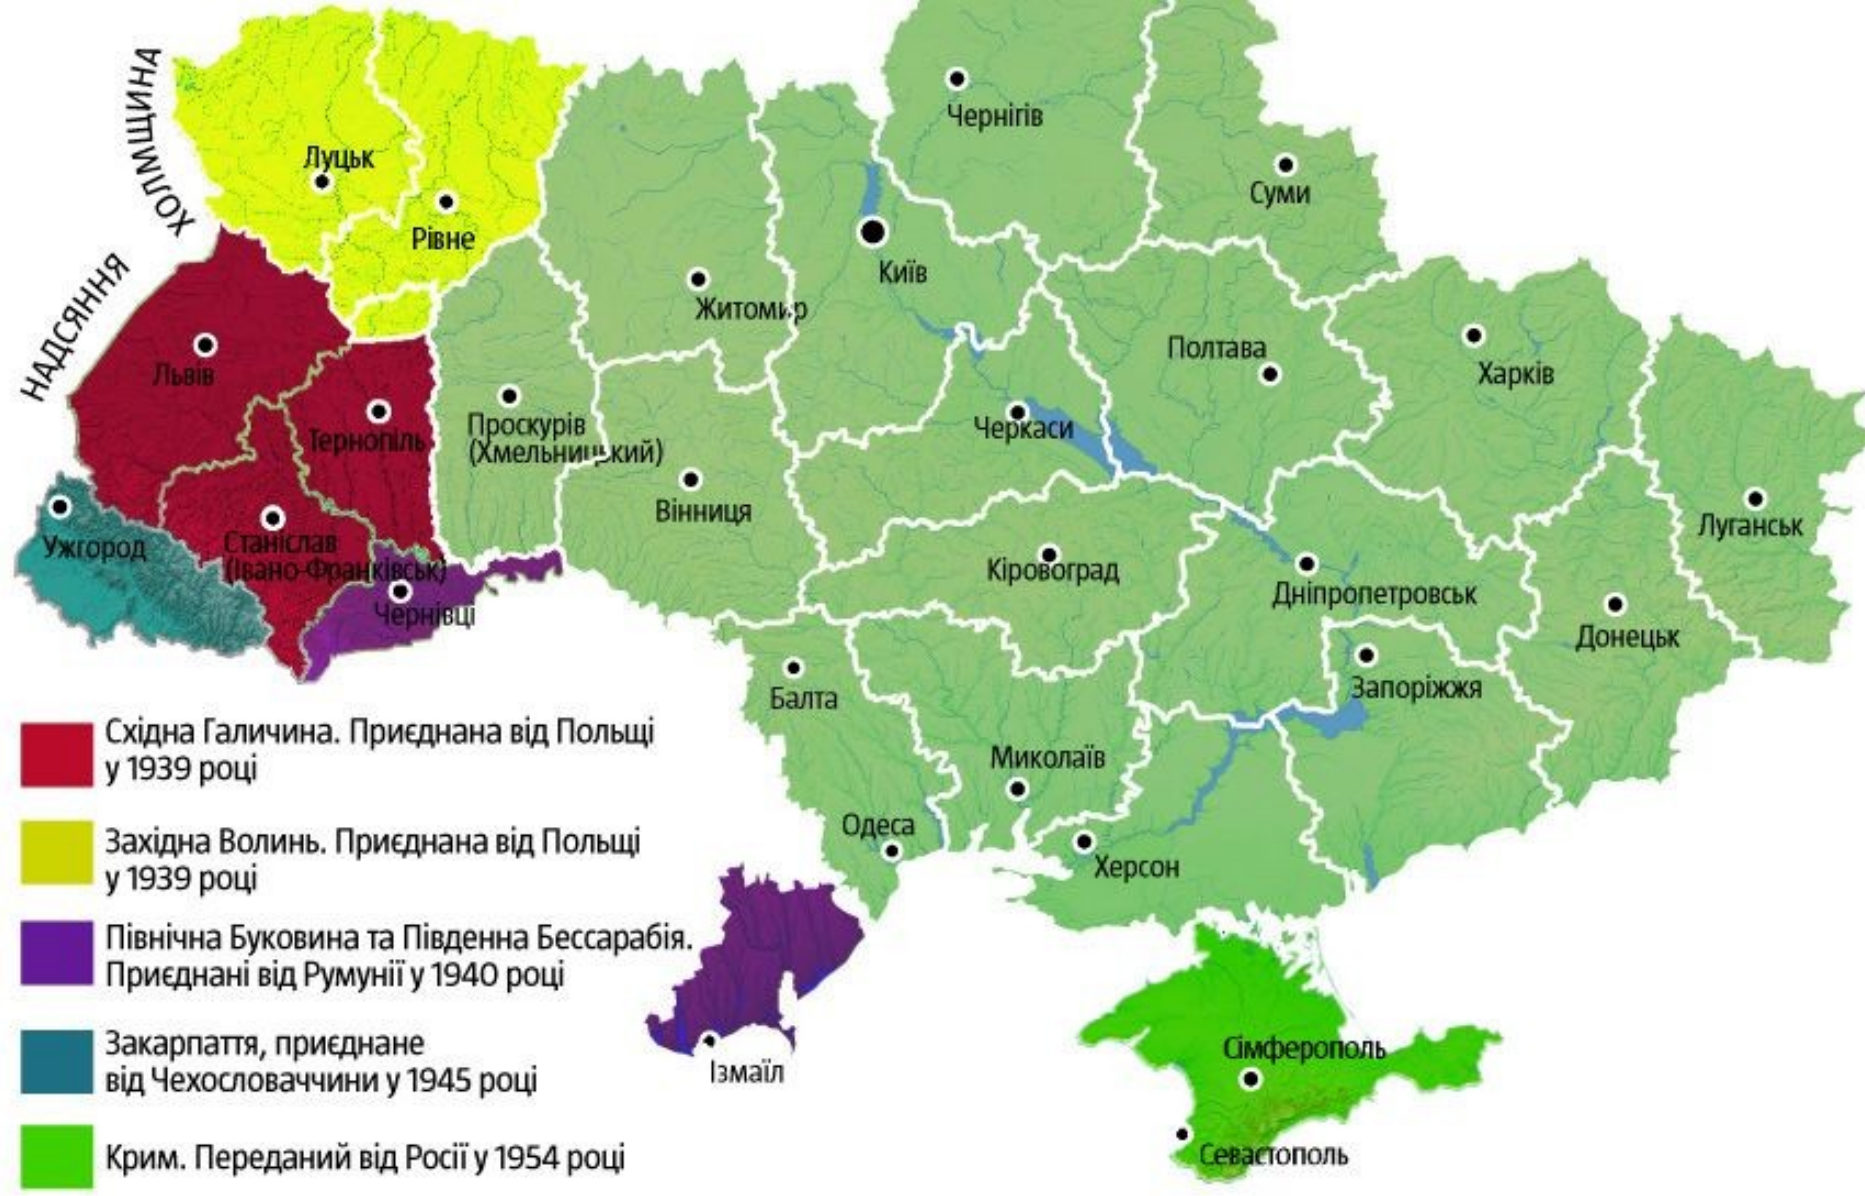 ХОЛМЩИНА
НАДСЯННЯ
Луцьк
Рівне
Чернігів
Суми
Київ
Житомир
Львів
Тернопіль
Проскурів
(Хмельницький)
Вінниця
Черкаси
Полтава
Харків
Луганськ
Ужгород
Станіслав
(Івано-Франківськ)
Чернівці
Кіровоград
Дніпропетровськ
Донецьк
Запоріжжя
Балта
Миколаїв
Одеса
Херсон
Ізмаїл
Сімферополь
Севастополь
Східна Галичина. Приєднана від Польщі
у 1939 році
Західна Волинь. Приєднана від Польщі
у 1939 році
Північна Буковина та Південна Бессарабія.
Приєднані від Румунії у 1940 році
Закарпаття, приєднане
від Чехословаччини у 1945 році
Крим. Переданий від Росії у 1954 році